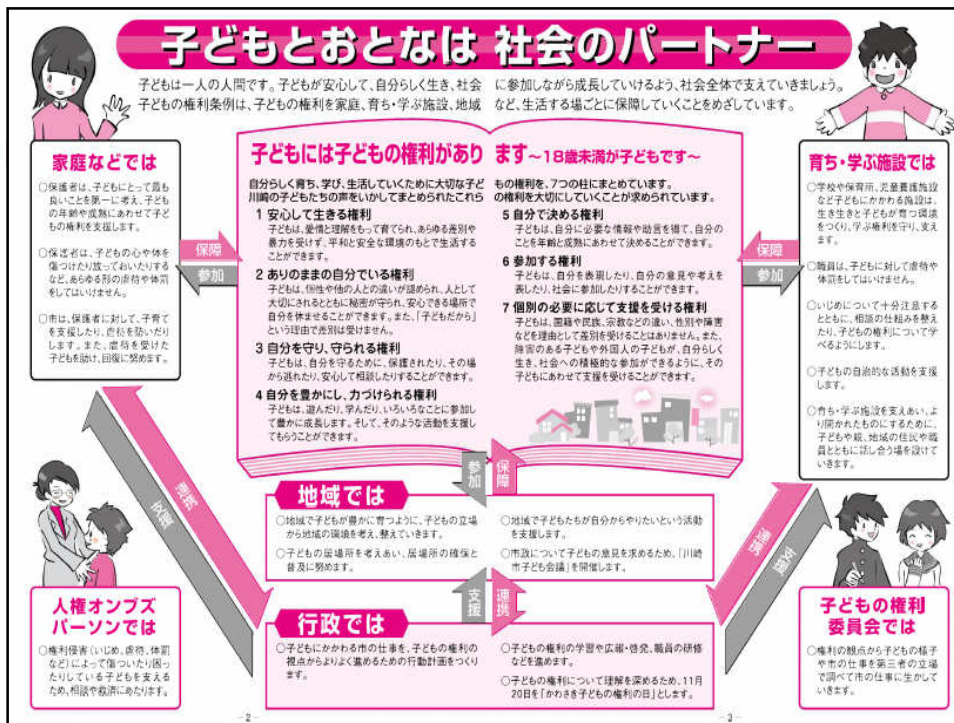 子どもとおとなは 社会のパートナー
子どもは一人の人間です。子どもが安心して、自分らしく生き、社会に参加しながら成長していけるよう、社会全体で支えていきましょう。
子どもの権利条例は、子どもの権利を家庭、育ち・学ぶ施設、地域など、生活する場ごとに保障していくことをめざしています。
家庭などでは
○保護者は、子どもにとって最も
良いことを第一に考え、子ども
の年齢や成熟にあわせて子ど
もの権利を支援します。
○保護者は、子どもの心や体を
傷つけたり放っておいたりする
など、あらゆる形の虐待や体罰
をしてはいけません。
○市は、保護者に対して、子育て
を支援したり、虐待を防いだりし
ます。また、虐待を受けた
子どもを助け、回復に努めます。
保障
参加
子どもには子どもの権利があります~18歳未満が子どもです~
自分らしく育ち、学び、生活していくために大切な子どもの権利を、7つの柱にまとめています。
川崎の子どもたちの声をいかしてまとめられたこれらの権利を大切にしていくことが求められています。
1 安心して生きる権利
子どもは、愛情と理解をもって育てられ、あらゆる差別や
暴力を受けず、平和と安全な環境のもとで生活する
ことができます。
2 ありのままの自分でいる権利
子どもは、個性や他の人との違いが認められ、人として
大切にされるとともに秘密が守られ、安心できる場所で
自分を休ませることができます。また、「子どもだから」
という理由で差別は受けません。
3 自分を守り、守られる権利
子どもは、自分を守るために、保護されたり、その場
から逃れたり、安心して相談したりすることができます。
4 自分を豊かにし、力づけられる権利
子どもは、遊んだり、学んだり、いろいろなことに参加し
て豊かに成長します。そして、そのような活動を支援し
てもらうことができます。
5 自分で決める権利
子どもは、自分に必要な情報や助言を得て、自分の
ことを年齢と成熟にあわせて決めることができます。
6 参加する権利
子どもは、自分を表現したり、自分の意見や考えを
表したり、社会に参加したりすることができます。
7 個別の必要に応じて支援を受ける権利
子どもは、国籍や民族、宗教などの違い、性別や障害
などを理由として差別を受けることはありません。また、
障害のある子どもや外国人の子どもが、自分らしく
生き、社会への積極的な参加ができるように、その
子どもにあわせて支援を受けることができます。
保障
参加
育ち・学ぶ施設では
○学校や保育所、児童養護施設
など子どもにかかわる施設は、
生き生きと子どもが育つ環境
をつくり、学ぶ権利を守り、支え
ます。
○職員は、子どもに対して虐待や
体罰をしてはいけません。
○いじめについて十分注意する
とともに、相談の仕組みを整え
たり、子どもの権利について学
べるようにします。
○子どもの自治的な活動を支援
します。
○育ち・学ぶ施設を支えあい、よ
り開かれたものにするために、
子どもや親、地域の住民や職
員とともに話し合う場を設けて
いきます。
参加
保障
支援
連携
地域では
○地域で子どもが豊かに育つように、子どもの立場
から地域の環境を考え、整えていきます。
○子どもの居場所を考えあい、居場所の確保と
普及に努めます。
○地域で子どもたちが自分からやりたいという活動
を支援します。
○市政について子どもの意見を求めるため、「川崎
市子ども会議」を開催します。
連携
支援
支援
連携
人権オンブズ
パーソンでは
○権利侵害(いじめ、虐待、体罰
など)によって傷ついたり困っ
たりしている子どもを支える
ため、相談や救済にあたります。
行政では
○子どもにかかわる市の仕事を、子どもの権利の
視点からよりよく進めるための行動計画をつくり
ます。
○子どもの権利の学習や広報・啓発、職員の研修
などを進めます。
○子どもの権利について理解を深めるため、11月
20日を「かわさき子どもの権利の日」とします。
子どもの権利
委員会では
○権利の観点から子どもの様子
や市の仕事を第三者の立場
で調べて市の仕事に生かして
いきます。
-2-
-3-